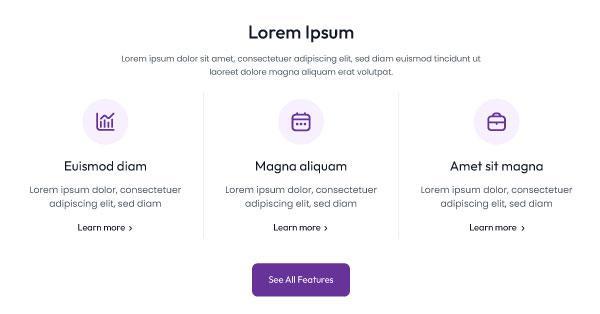 Lorem Ipsum
Lorem ipsum dolor sit amet, consectetuer adipiscing elit, sed diam euismod tincidunt ut
laoreet dolore magna aliquam erat volutpat.
Euismod diam
Lorem ipsum dolor, consectetuer
adipiscing elit, sed diam
Learn more ›
Magna aliquam
Lorem ipsum dolor, consectetuer
adipiscing elit, sed diam
Learn more ›
Amet sit magna
Lorem ipsum dolor, consectetuer
adipiscing elit, sed diam
Learn more ›
See All Features